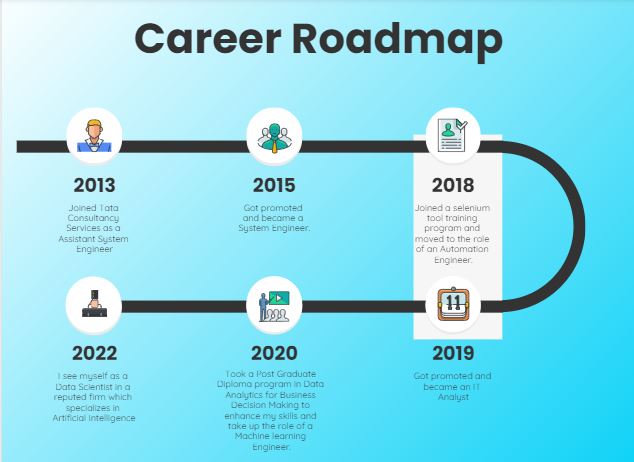 Career Roadmap
2013
Joined Tata
Consultancy
Services as a
Assistant System
Engineer
2015
Got promoted
and became a
System Engineer.
2018
Joined a selenium
tool training
program and
moved to the role
of an Automation
Engineer.
11
2019
Got promoted and
became an IT
Analyst
2020
Took a Post Graduate
Diploma program in Data
Analytics for Business
Decision Making to
enhance my skills and
take up the role of a
Machine learning
Engineer.
2022
I see myself as a
Data Scientist in a
reputed firm which
specializes in
Artificial Intelligence